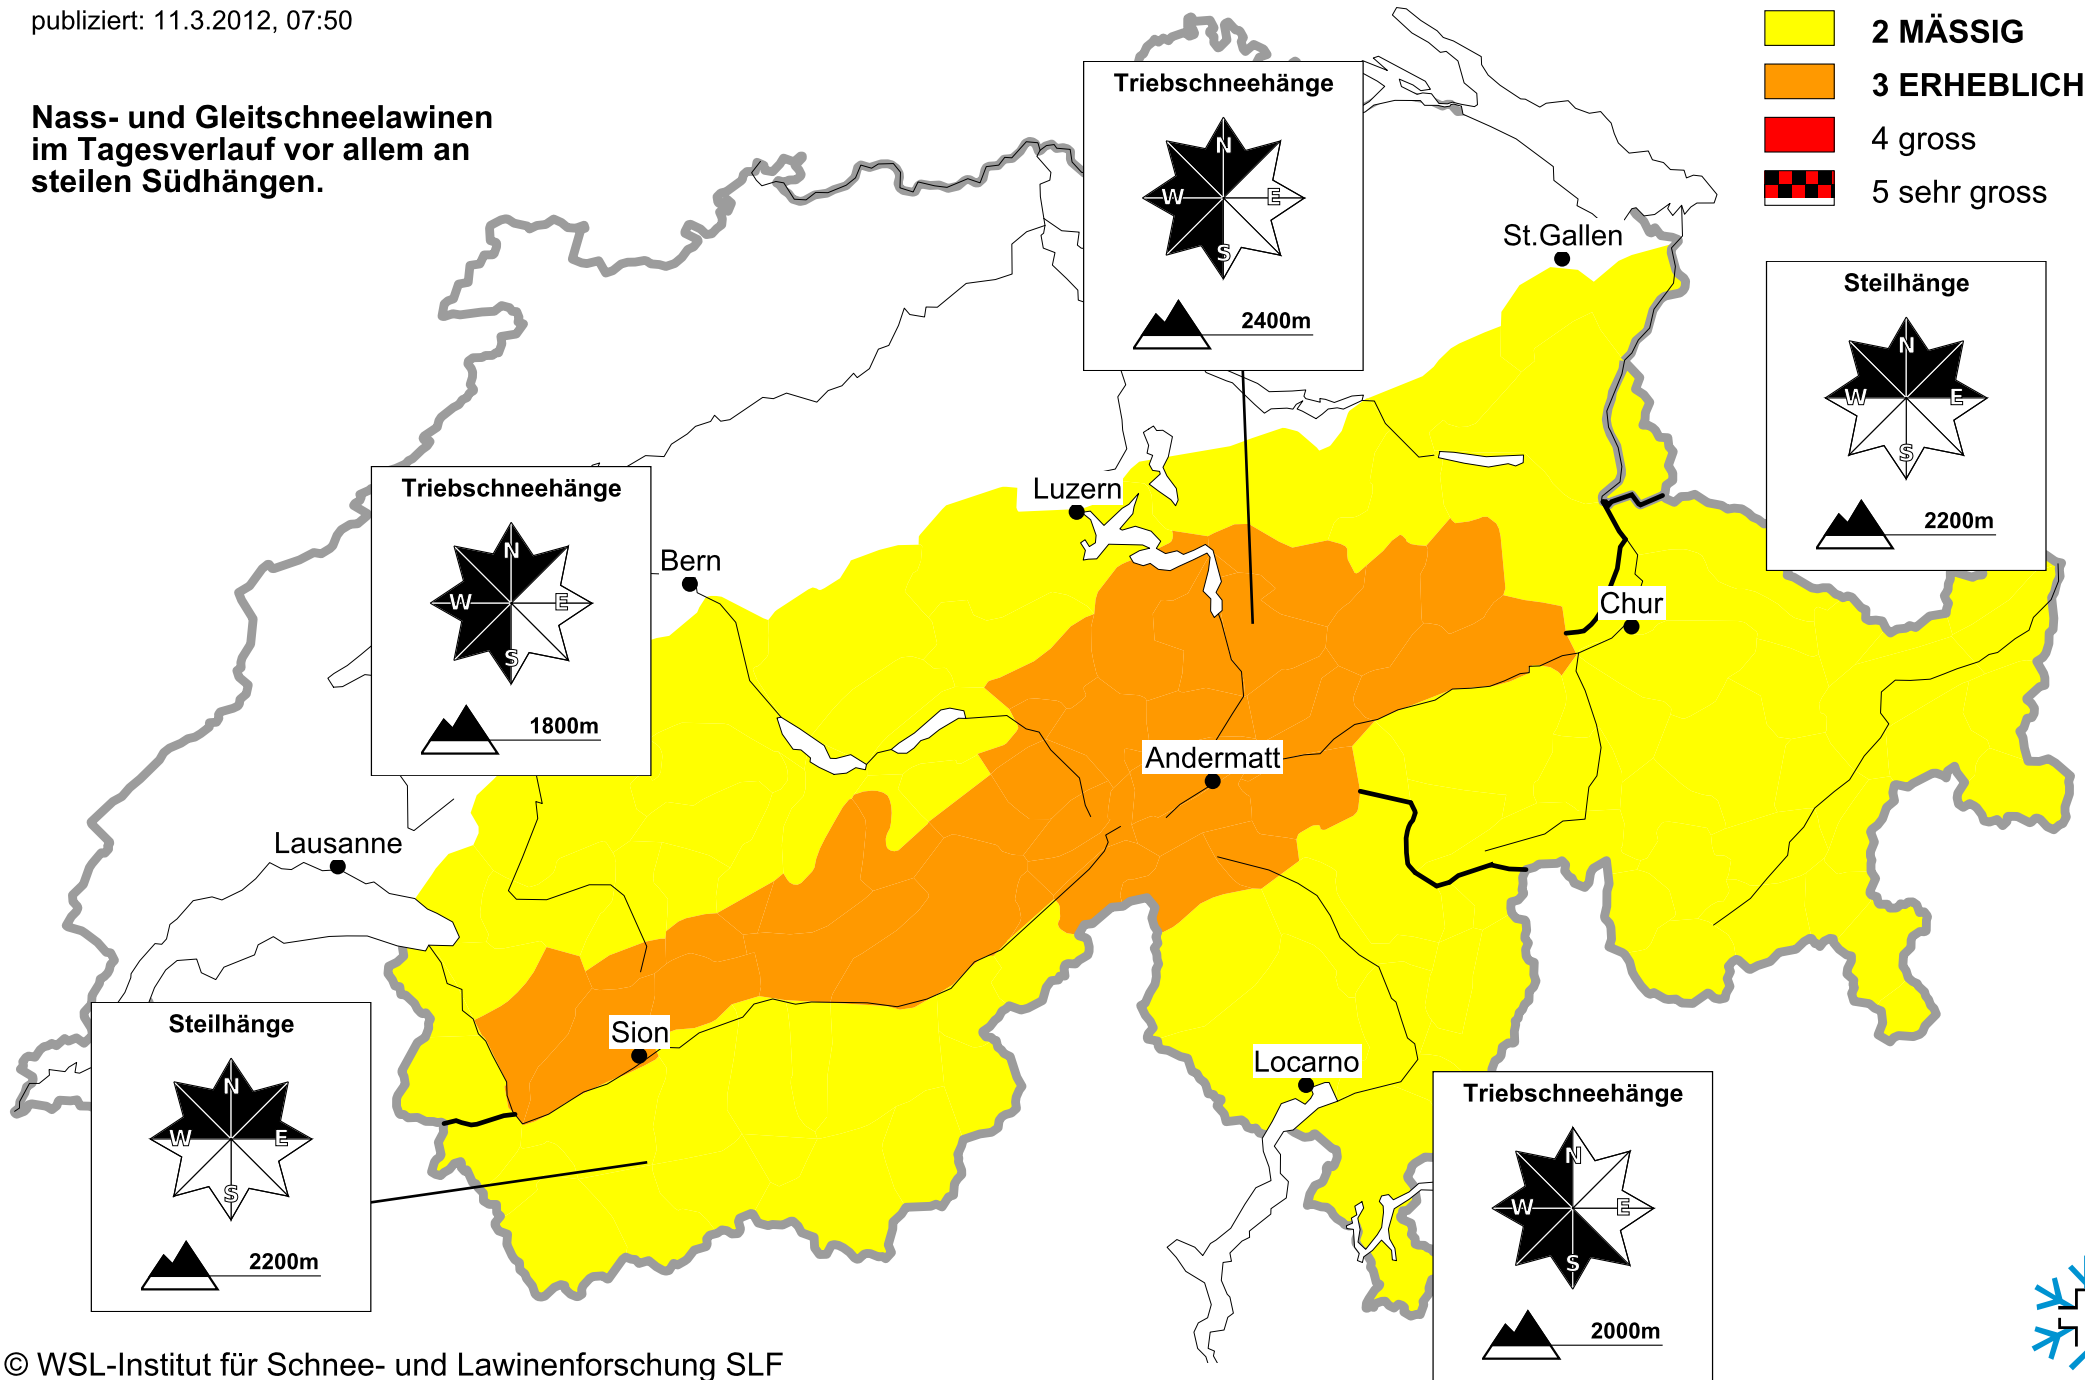 publiziert: 11.3.2012, 07:50
Nass- und Gleitschneelawinen
im Tagesverlauf vor allem an
steilen Südhängen.
2 MÄSSIG
3 ERHEBLICH
4 gross
5 sehr gross
Triebschneehänge
N
W
E
S
2400m
St.Gallen
Steilhänge
N
W
E
S
2200m
Triebschneehänge
N
W
E
S
1800m
Luzern
Bern
Chur
Andermatt
Lausanne
Sion
Locarno
Steilhänge
N
W
E
S
2200m
Triebschneehänge
N
W
E
S
2000m
© WSL-Institut für Schnee- und Lawinenforschung SLF